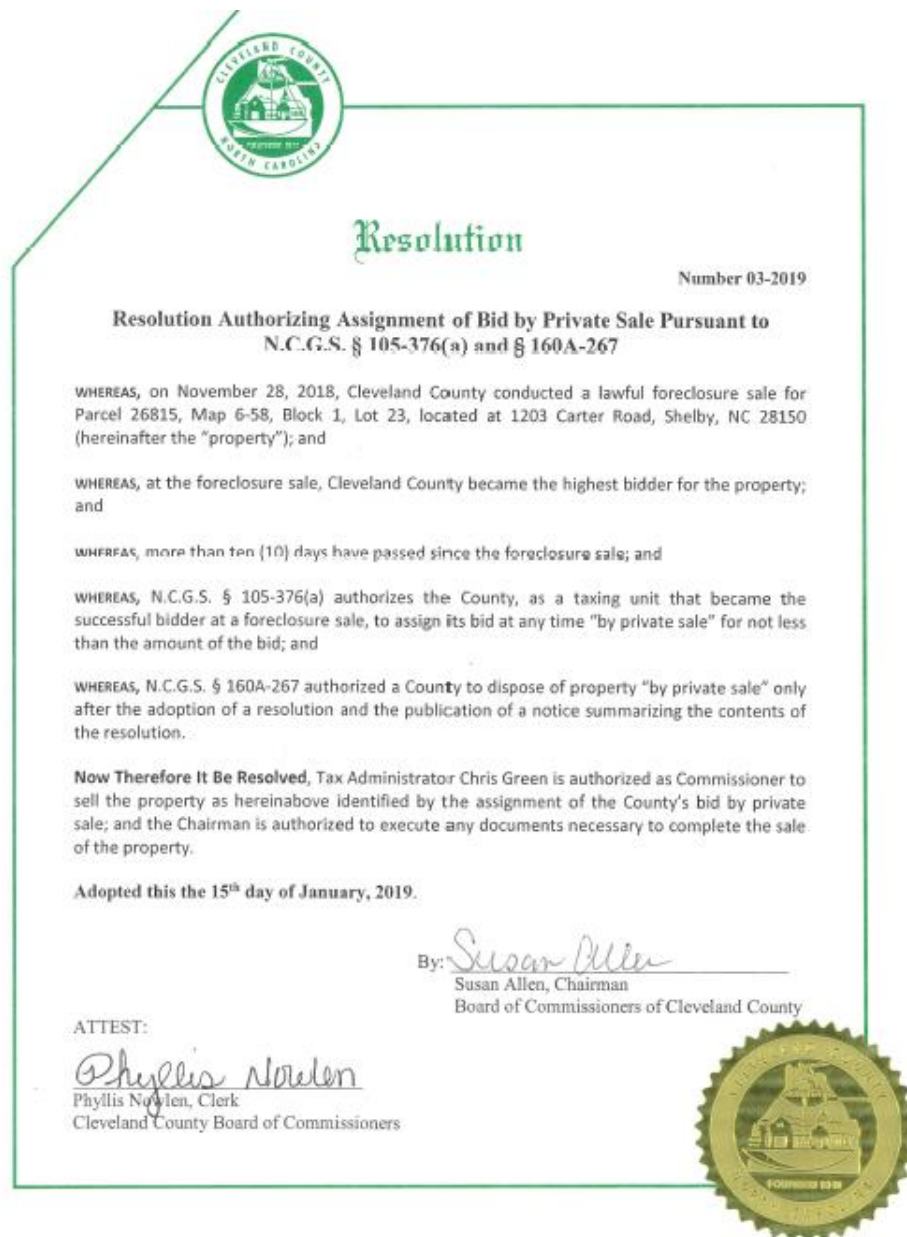 CLEVELAND COUNTY
NORTH CAROLINA
Resolution
Number 03-2019
Resolution Authorizing Assignment of Bid by Private Sale Pursuant to
N.C.G.S. § 105-376(a) and § 160A-267
WHEREAS, on November 28, 2018, Cleveland County conducted a lawful foreclosure sale for
Parcel 26815, Map 6-58, Block 1, Lot 23, located at 1203 Carter Road, Shelby, NC 28150
(hereinafter the “property”); and
WHEREAS, at the foreclosure sale, Cleveland County became the highest bidder for the property;
and
WHEREAS, more than ten (10) days have passed since the foreclosure sale; and
WHEREAS, N.C.G.S. § 105-376(a) authorizes the County, as a taxing unit that became the
successful bidder at a foreclosure sale, to assign its bid at any time “by private sale” for not less
than the amount of the bid; and
WHEREAS, N.C.G.S. § 160A-267 authorized a County to dispose of property “by private sale” only
after the adoption of a resolution and the publication of a notice summarizing the contents of
the resolution.
Now Therefore It Be Resolved, Tax Administrator Chris Green is authorized as Commissioner to
sell the property as hereinabove identified by the assignment of the County’s bid by private
sale; and the Chairman is authorized to execute any documents necessary to complete the sale
of the property.
Adopted this the 15th day of January, 2019.
By: Susan Allen
Susan Allen, Chairman
Board of Commissioners of Cleveland County
ATTEST:
Phyllis Nowlen
Phyllis Nowlen, Clerk
Cleveland County Board of Commissioners